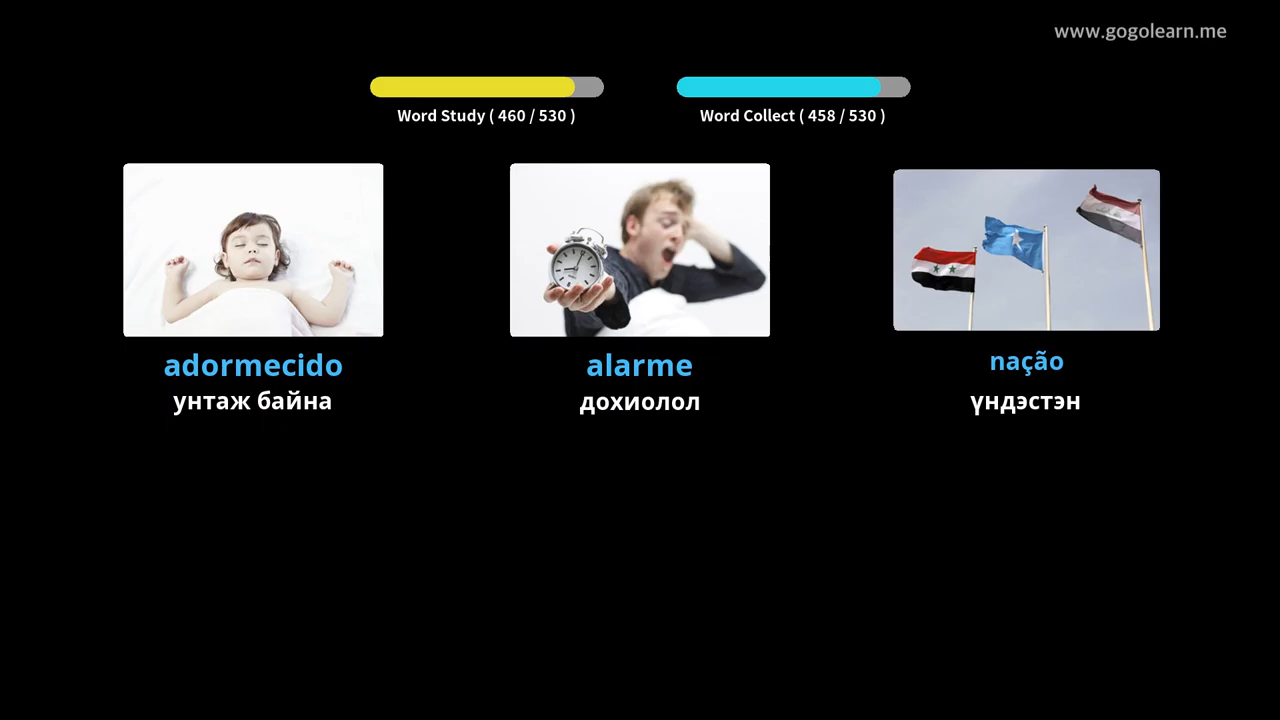 www.gogolearn.me
Word Study ( 460 / 530 )
Word Collect ( 458 / 530 )
adormecido
унтаж байна
alarme
дохиолол
nação
үндэстэн